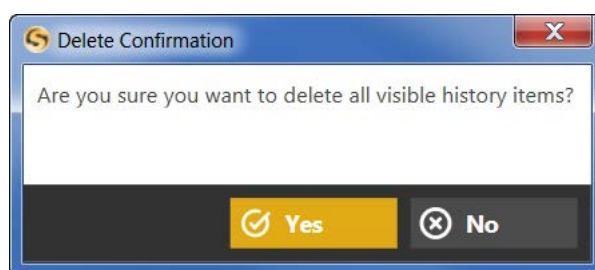 Delete Confirmation
Are you sure you want to delete all visible history items?
Yes
No